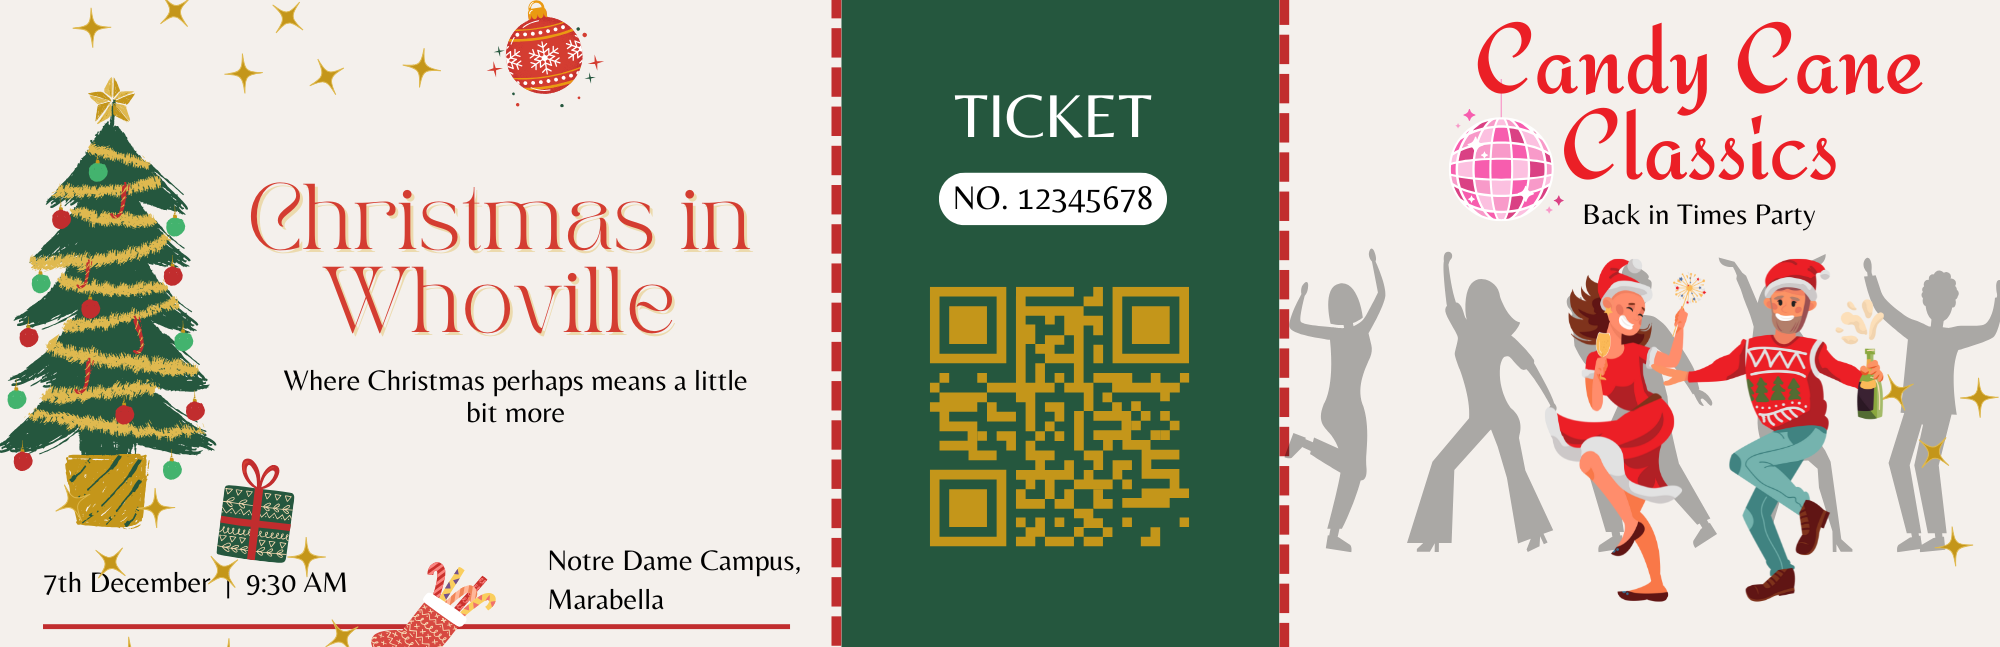 Christmas in
Whoville
Where Christmas perhaps means a little
bit more
7th December | 9:30 AM
Notre Dame Campus,
Marabella
TICKET
NO. 12345678
Candy Cane
Classics
Back in Times Party